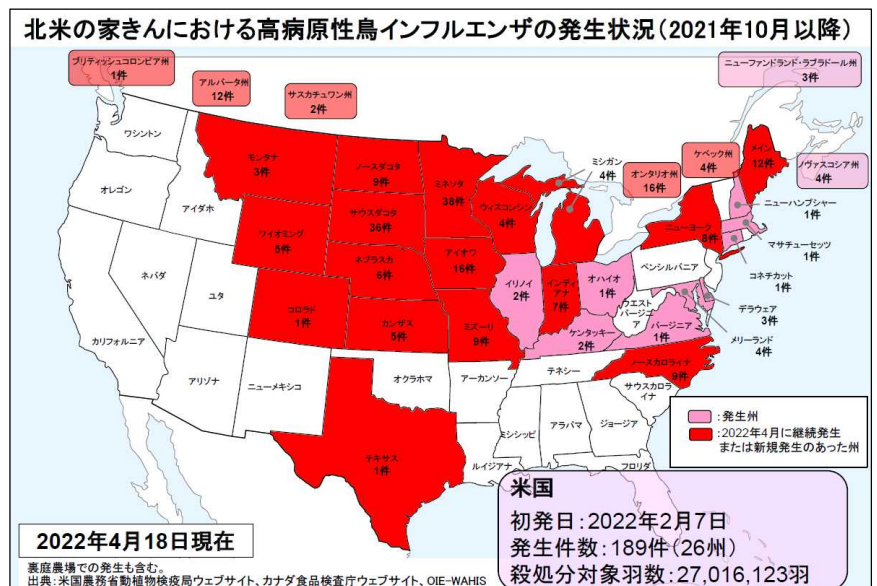 北米の家きんにおける高病原性鳥インフルエンザの発生状況(2021年10月以降)
ブリティッシュコロンビア州
1件
アルバータ州
12件
サスカチュワン州
2件
ニューファンドランド・ラブラドール州
3件
オンタリオ州
16件
ケベック州
4件
ノヴァスコシア州
4件
ワシントン
モンタナ
3件
ノースダコタ
9件
ミネソタ
38件
ミシガン
4件
メイン
12件
オレゴン
アイダホ
ワイオミング
5件
サウスダコタ
36件
ウィスコンシン
4件
ニューヨーク
8件
ニューハンプシャー
1件
マサチューセッツ
1件
コネチカット
1件
ネバダ
ユタ
コロラド
1件
ネブラスカ
6件
アイオワ
16件
イリノイ
2件
インディ
アナ
7件
オハイオ
1件
ペンシルバニア
デラウェア
3件
メリーランド
4件
カリフォルニア
カンザス
5件
ミズーリ
9件
ケンタッキー
2件
ウエスト
バージニ
ア
バージニア
1件
アリゾナ
ニューメキシコ
オクラホマ
アーカンソー
テネシー
ノースカロライナ
9件
サウスカロラ
イナ
テキサス
1件
ルイジアナ
ミシシッピ
アラバマ
ジョージア
フロリダ
:発生州
:2022年4月に継続発生
または新規発生のあった州
米国
初発日:2022年2月7日
発生件数:189件(26州)
殺処分対象羽数:27,016,123羽
2022年4月18日現在
裏庭農場での発生も含む。
出典:米国農務省動植物検疫局ウェブサイト、カナダ食品検査庁ウェブサイト、OIE-WAHIS